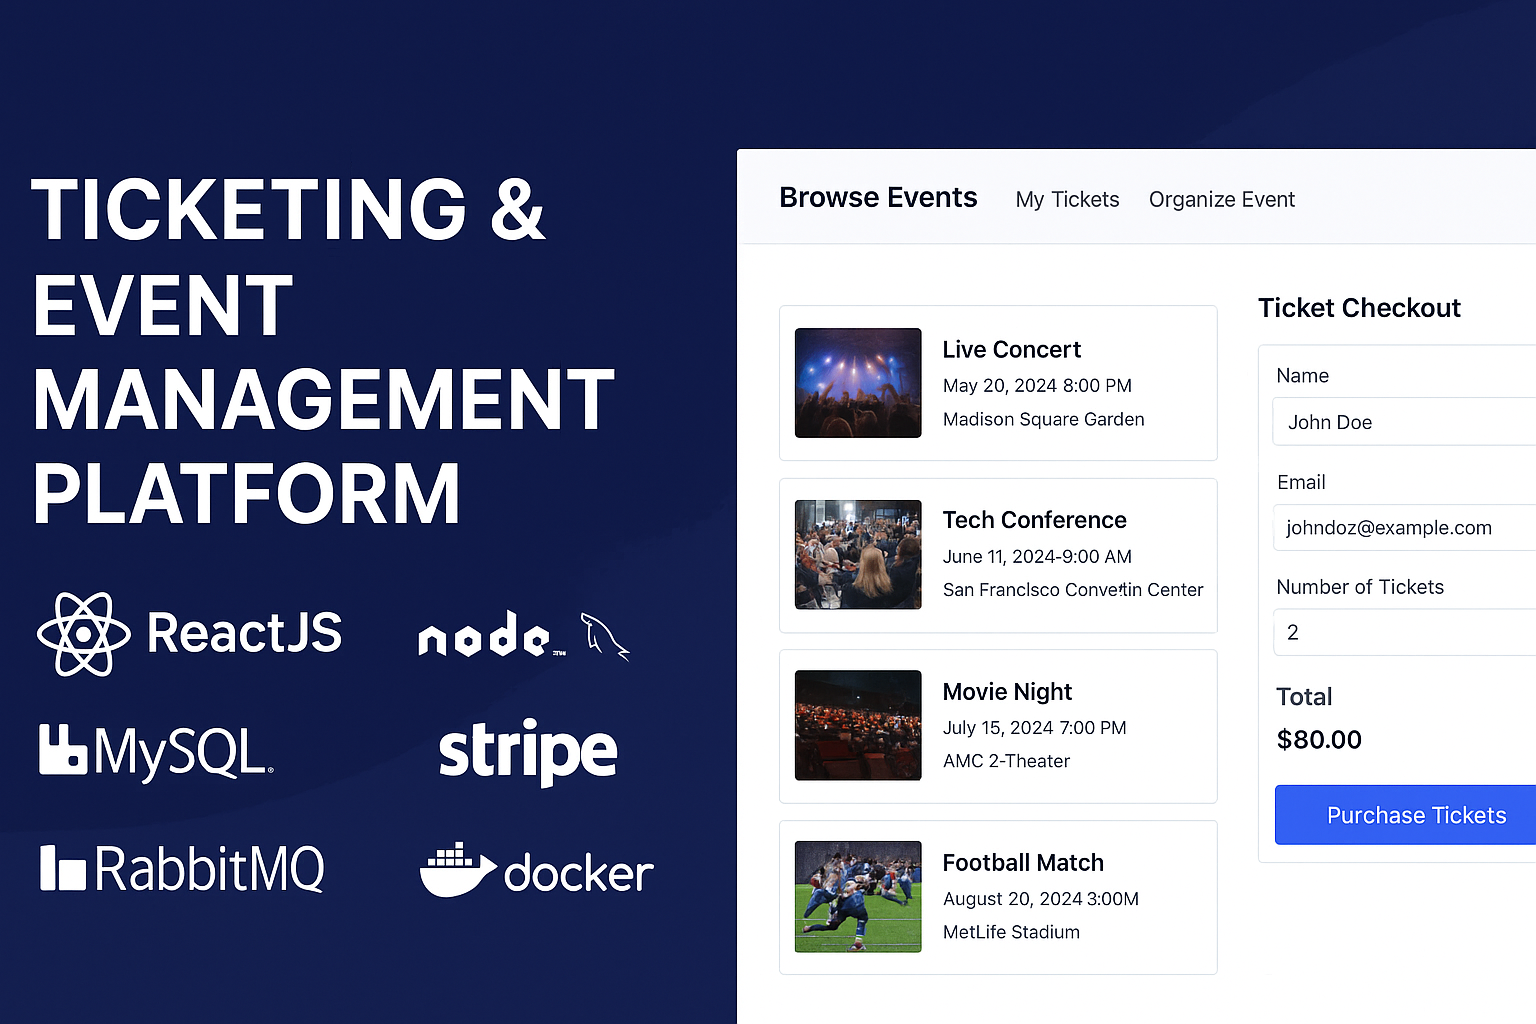 TICKETING &
EVENT
MANAGEMENT
PLATFORM
ReactJS
node
MySQL
stripe
RabbitMQ
docker
Browse Events
My Tickets
Organize Event
Live Concert
May 20, 2024 8:00 PM
Madison Square Garden
Tech Conference
June 11, 2024-9:00 AM
San Franclsco Convetin Center
Movie Night
July 15, 2024 7:00 PM
AMC 2-Theater
Football Match
August 20, 2024 3:00M
MetLife Stadium
Ticket Checkout
Name
John Doe
Email
johndoz@example.com
Number of Tickets
2
Total
$80.00
Purchase Tickets